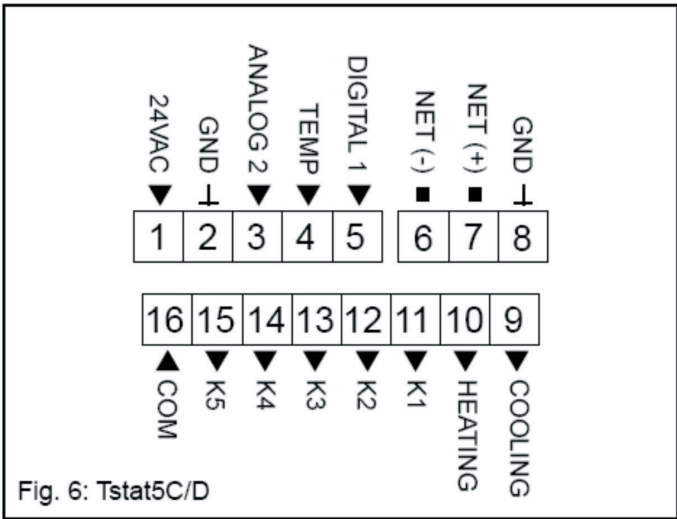 24VAC
GND
ANALOG 2
TEMP
DIGITAL 1
NET (-)
NET (+)
GND
1 2 3 4 5 6 7 8
16 15 14 13 12 11 10 9
COM
K5
K4
K3
K2
K1
HEATING
COOLING
Fig. 6: Tstat5C/D